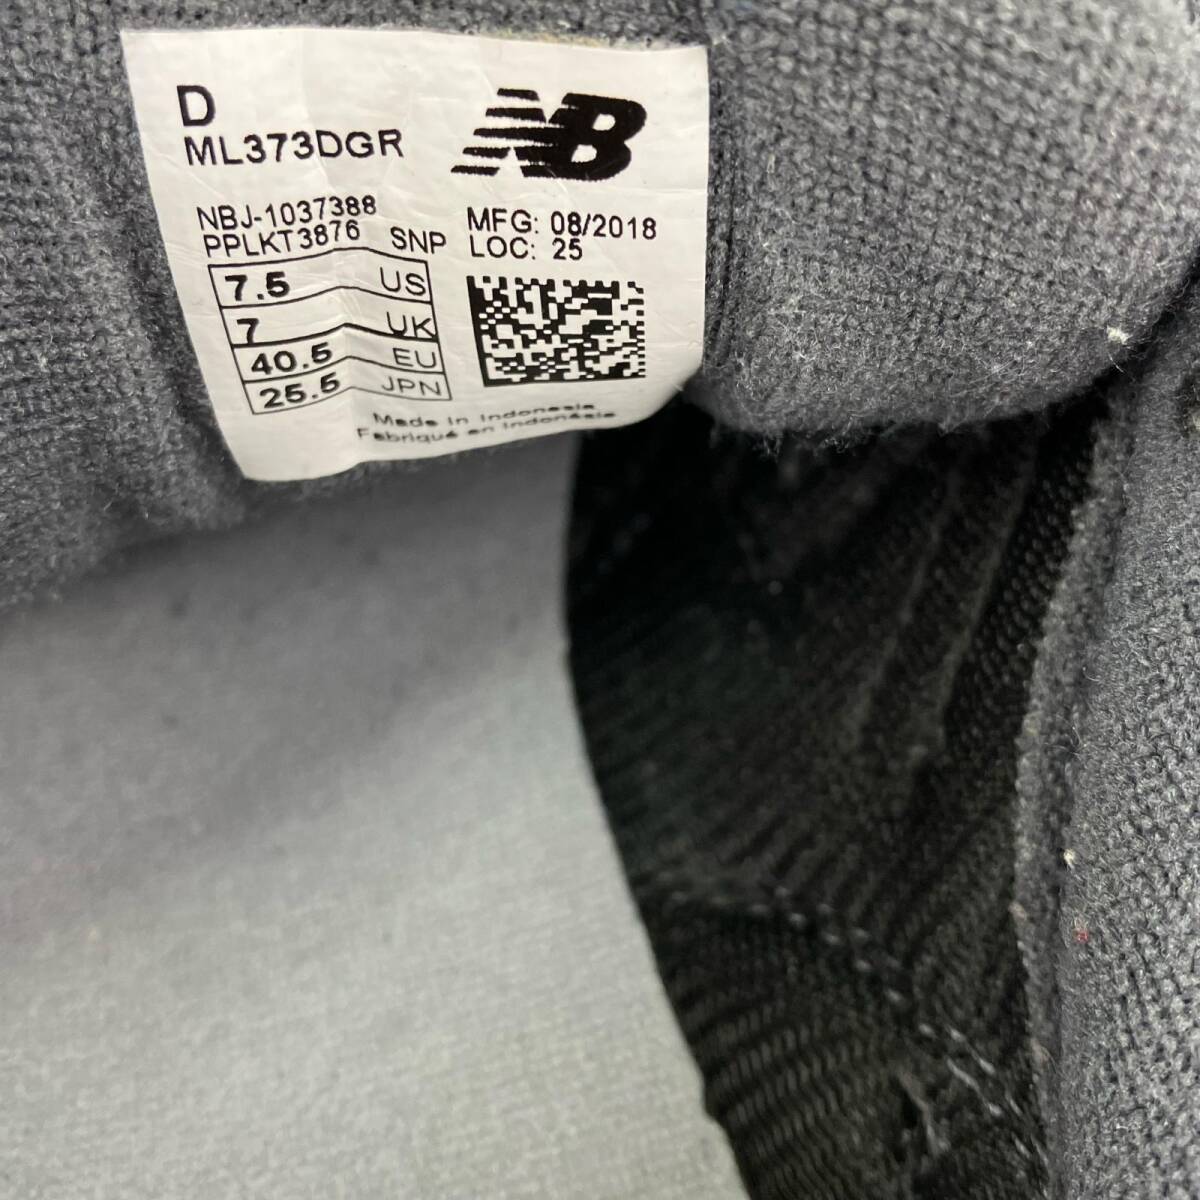 D
ML373DGR
NB
NBJ-1037388
PPLKT3876 SNP
MFG: 08/2018
LOC: 25
7.5 US
7 UK
40.5 EU
25.5 JPN
Made in Indonesia
Fabriqué en Indonésie